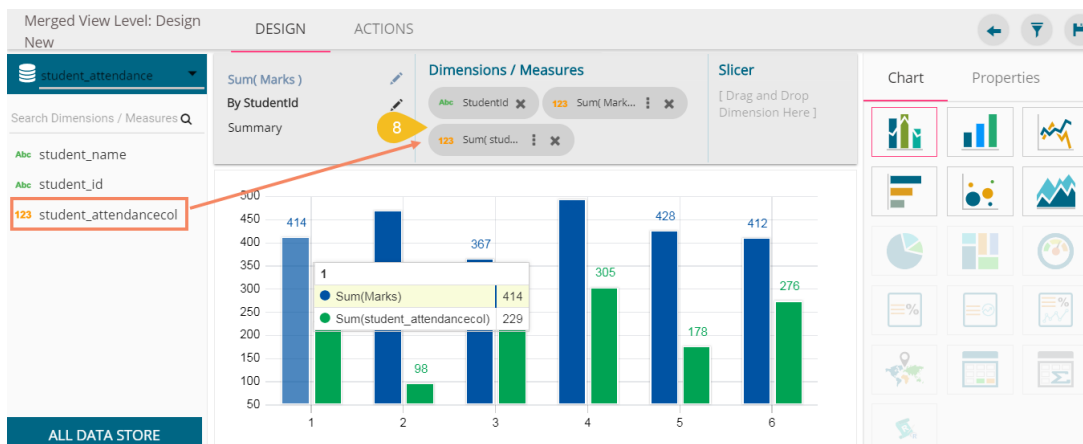 Merged View Level: Design
New
DESIGN
ACTIONS
student_attendance
Search Dimensions / Measures
Abc student_name
Abc student_id
123 student_attendancecol
ALL DATA STORE
Sum( Marks )
By StudentId
Summary
8
Dimensions / Measures
Abc StudentId
123 Sum( Mark...
123 Sum( stud...
Slicer
[ Drag and Drop
Dimension Here ]
500
450
400
350
300
250
200
150
100
50
414
367
428
412
98
305
178
276
1
Sum(Marks) 414
Sum(student_attendancecol) 229
1 2 3 4 5 6
Chart
Properties